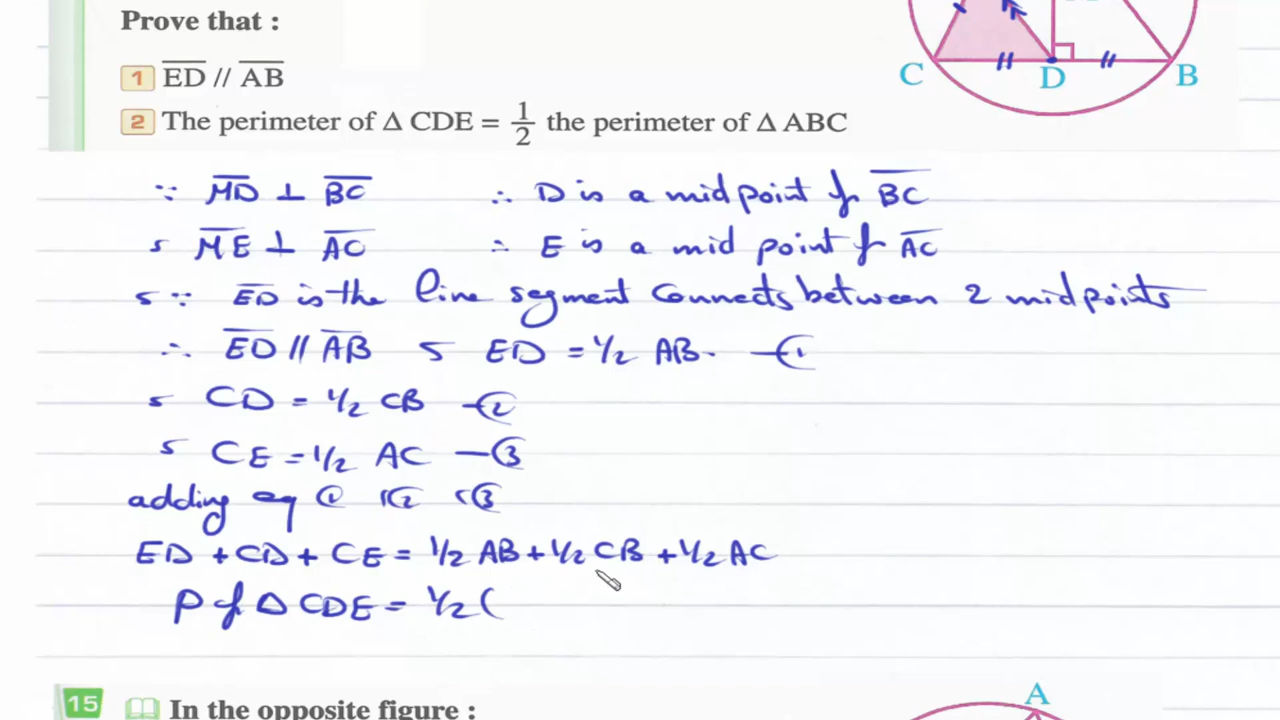 Prove that :
1 ED // AB
2 The perimeter of Δ CDE = 1/2 the perimeter of Δ ABC
C D B
∵ MD ⊥ BC ∴ D is a midpoint of BC
, ME ⊥ AC ∴ E is a mid point of AC
, ∵ ED is the line segment connects between 2 midpoints
∴ ED // AB , ED = 1/2 AB. —①
, CD = 1/2 CB —②
, CE = 1/2 AC —③
adding eq ① , ② , ③
ED + CD + CE = 1/2 AB + 1/2 CB + 1/2 AC
P of Δ CDE = 1/2 (
15 In the opposite figure :
A